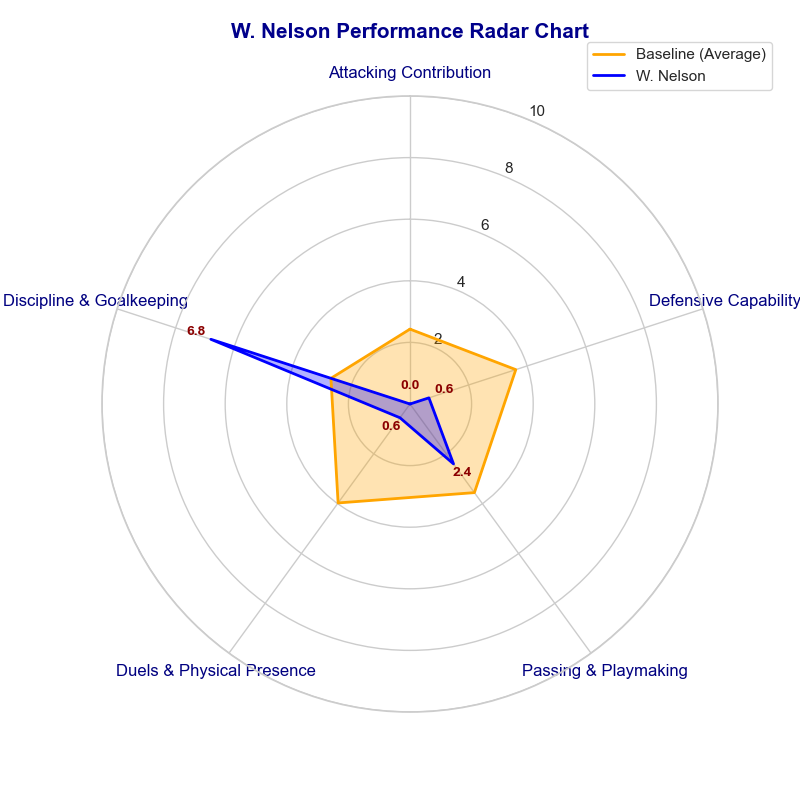 W. Nelson Performance Radar Chart
Baseline (Average)
W. Nelson
Attacking Contribution
10
8
6
4
2
Discipline & Goalkeeping
Defensive Capability
6.8
0.0
0.6
0.6
2.4
Duels & Physical Presence
Passing & Playmaking